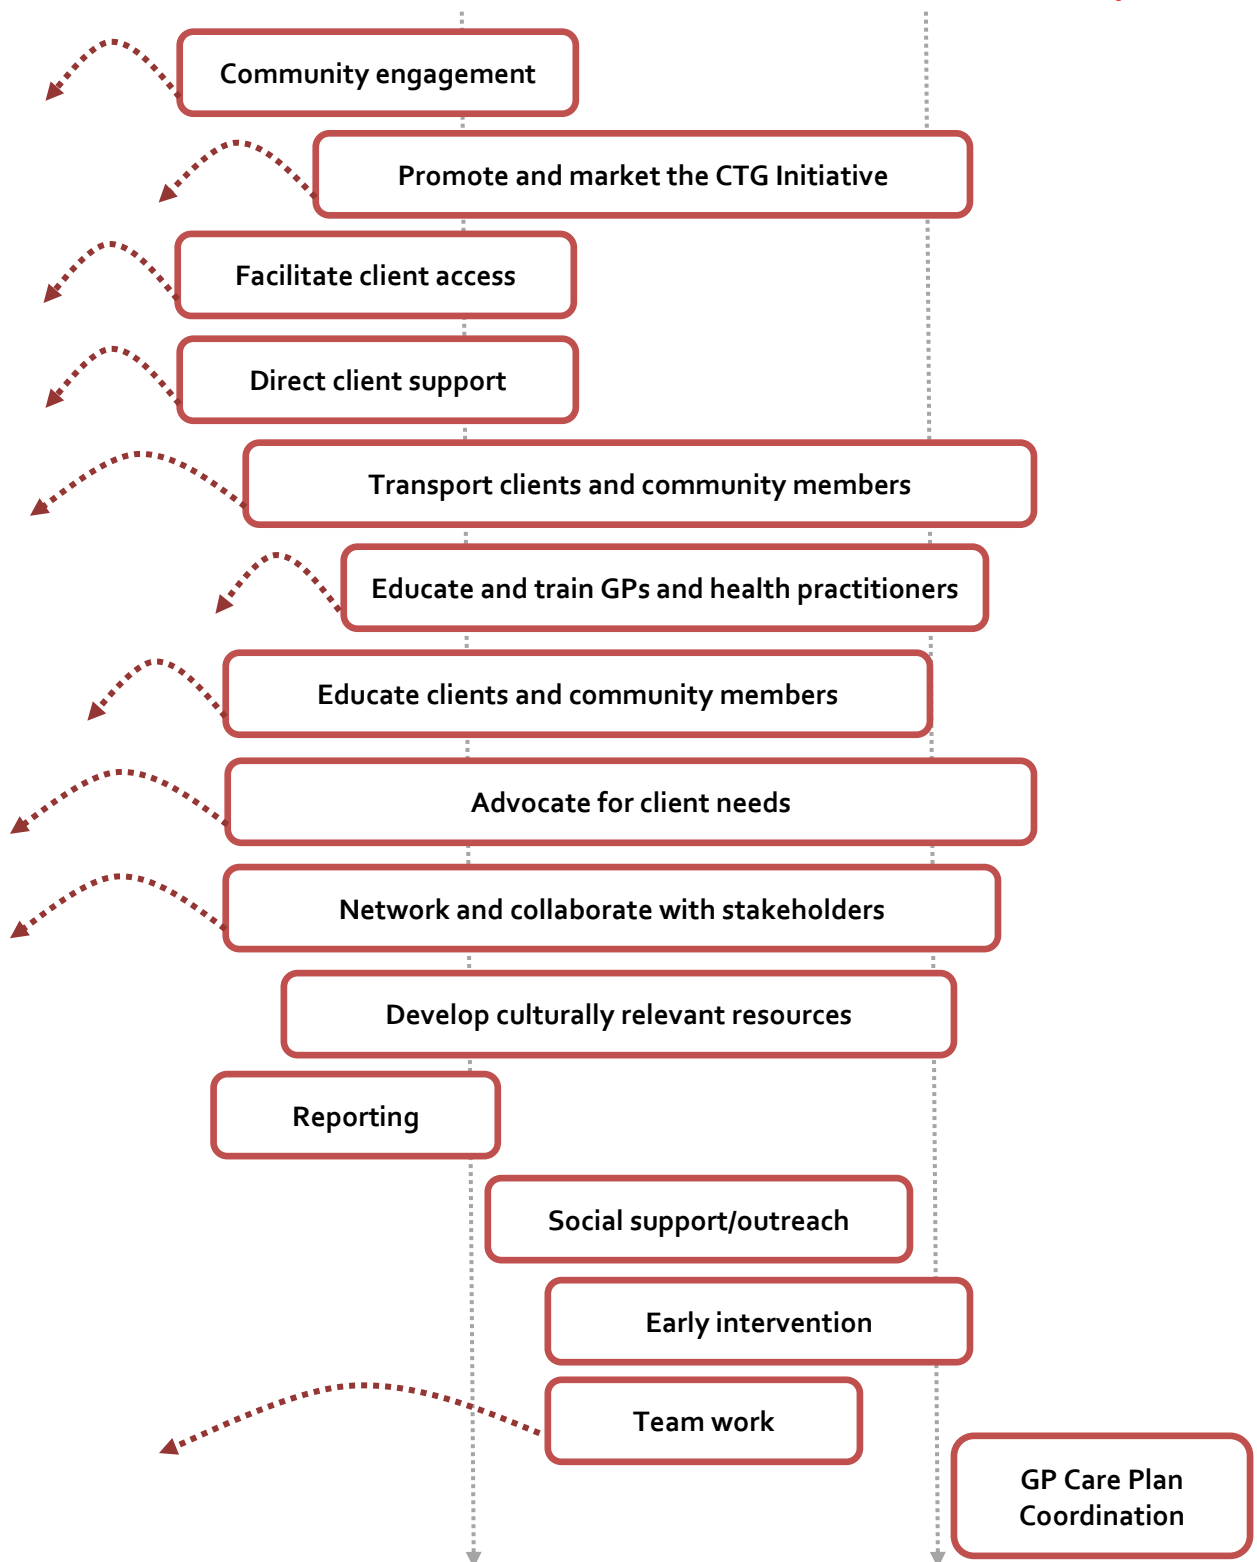 Community engagement
Promote and market the CTG Initiative
Facilitate client access
Direct client support
Transport clients and community members
Educate and train GPs and health practitioners
Educate clients and community members
Advocate for client needs
Network and collaborate with stakeholders
Develop culturally relevant resources
Reporting
Social support/outreach
Early intervention
Team work
GP Care Plan
Coordination